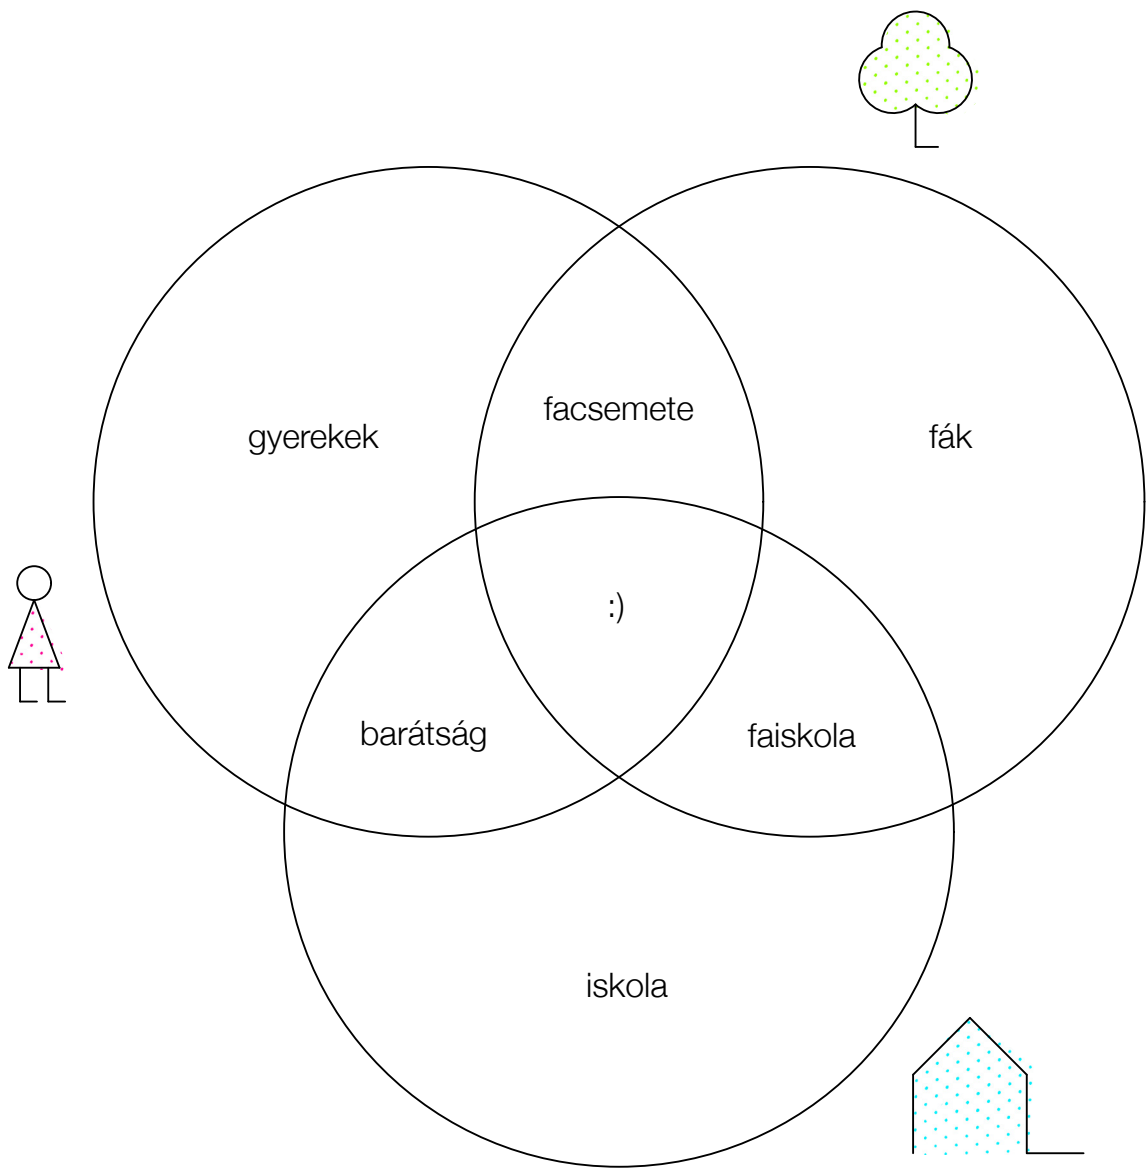 facsemete
gyerekek
fák
:)
barátság
faiskola
iskola